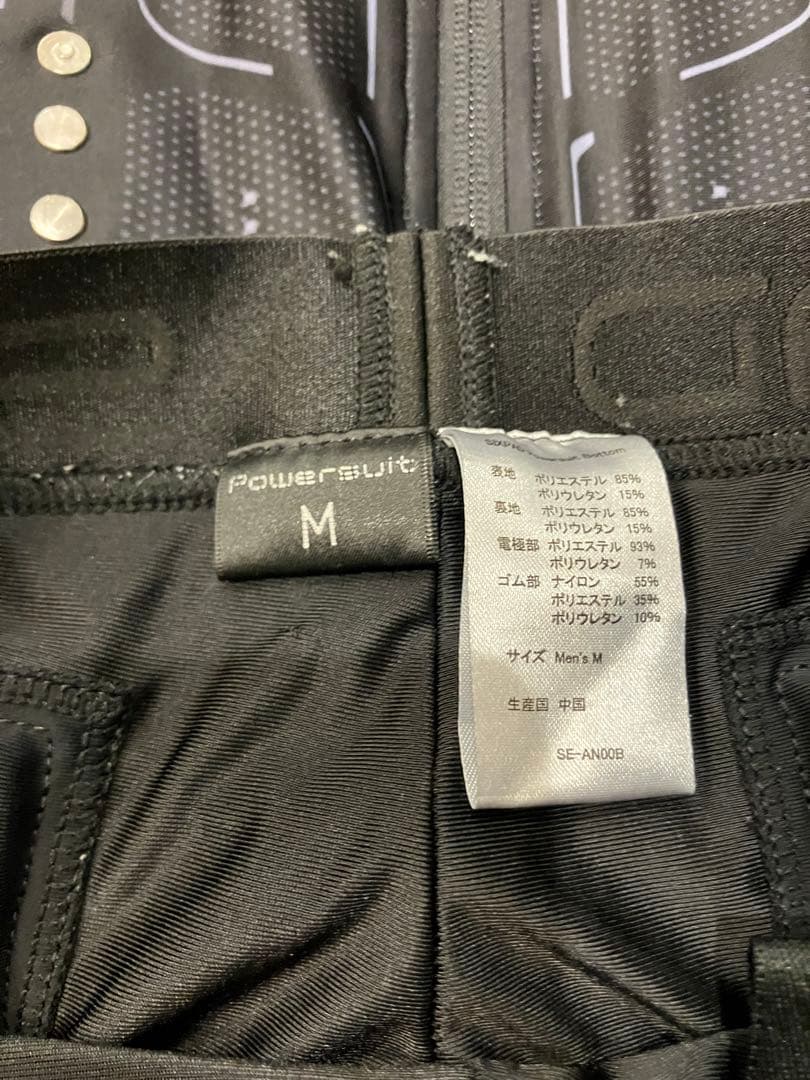 Powersuit
M
SIXPAD Powersuit Bottom
表地 ポリエステル 85%
ポリウレタン 15%
裏地 ポリエステル 85%
ポリウレタン 15%
電極部 ポリエステル 93%
ポリウレタン 7%
ゴム部 ナイロン 55%
ポリエステル 35%
ポリウレタン 10%
サイズ Men's M
生産国 中国
SE-AN00B